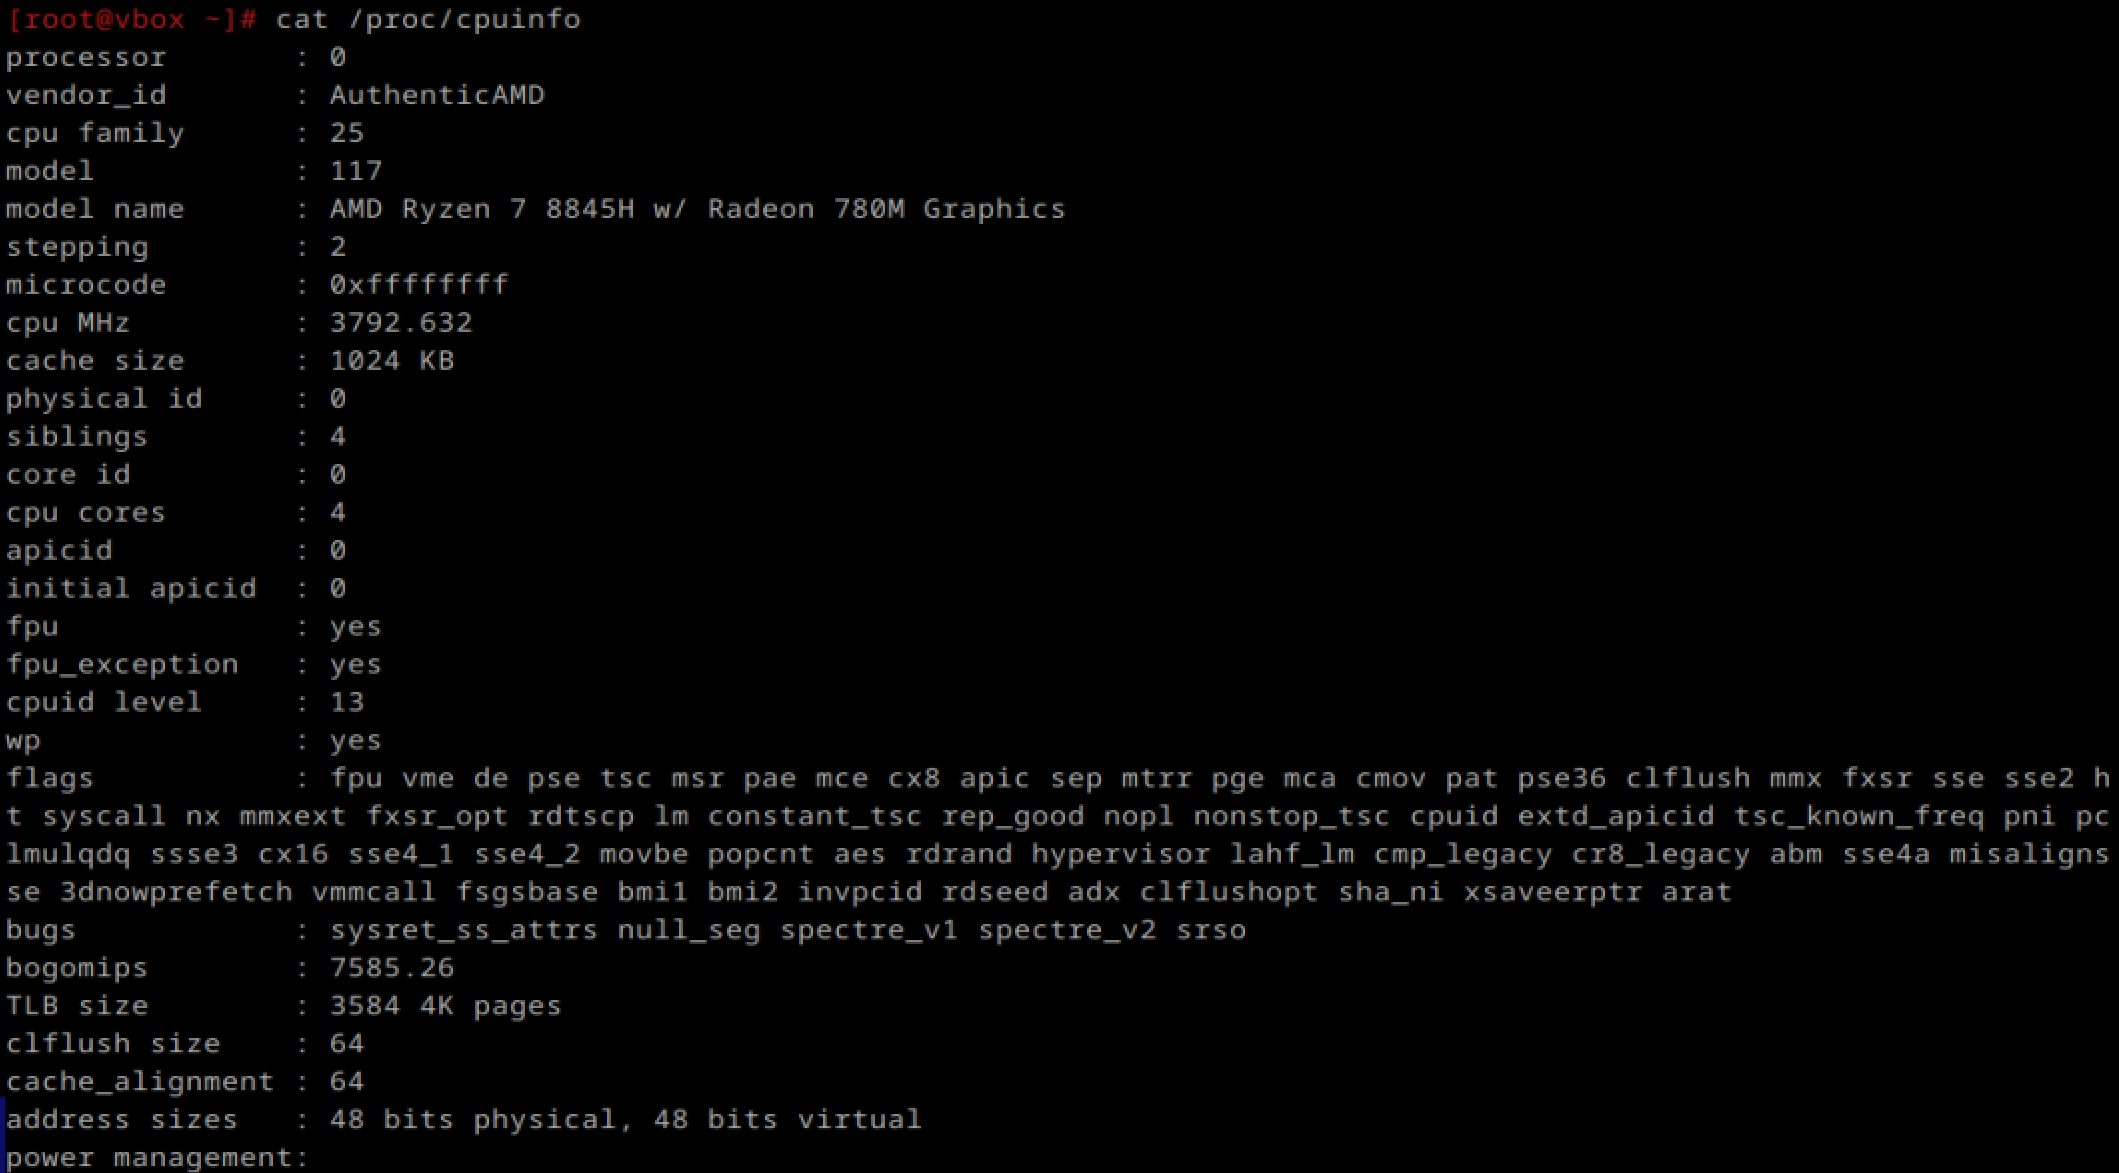 [root@vbox ~]# cat /proc/cpuinfo
processor       : 0
vendor_id       : AuthenticAMD
cpu family      : 25
model           : 117
model name      : AMD Ryzen 7 8845H w/ Radeon 780M Graphics
stepping        : 2
microcode       : 0xffffffff
cpu MHz         : 3792.632
cache size      : 1024 KB
physical id     : 0
siblings        : 4
core id         : 0
cpu cores       : 4
apicid          : 0
initial apicid  : 0
fpu             : yes
fpu_exception   : yes
cpuid level     : 13
wp              : yes
flags           : fpu vme de pse tsc msr pae mce cx8 apic sep mtrr pge mca cmov pat pse36 clflush mmx fxsr sse sse2 h
t syscall nx mmxext fxsr_opt rdtscp lm constant_tsc rep_good nopl nonstop_tsc cpuid extd_apicid tsc_known_freq pni pc
lmulqdq ssse3 cx16 sse4_1 sse4_2 movbe popcnt aes rdrand hypervisor lahf_lm cmp_legacy cr8_legacy abm sse4a misaligns
se 3dnowprefetch vmmcall fsgsbase bmi1 bmi2 invpcid rdseed adx clflushopt sha_ni xsaveerptr arat
bugs            : sysret_ss_attrs null_seg spectre_v1 spectre_v2 srso
bogomips        : 7585.26
TLB size        : 3584 4K pages
clflush size    : 64
cache_alignment : 64
address sizes   : 48 bits physical, 48 bits virtual
power management: